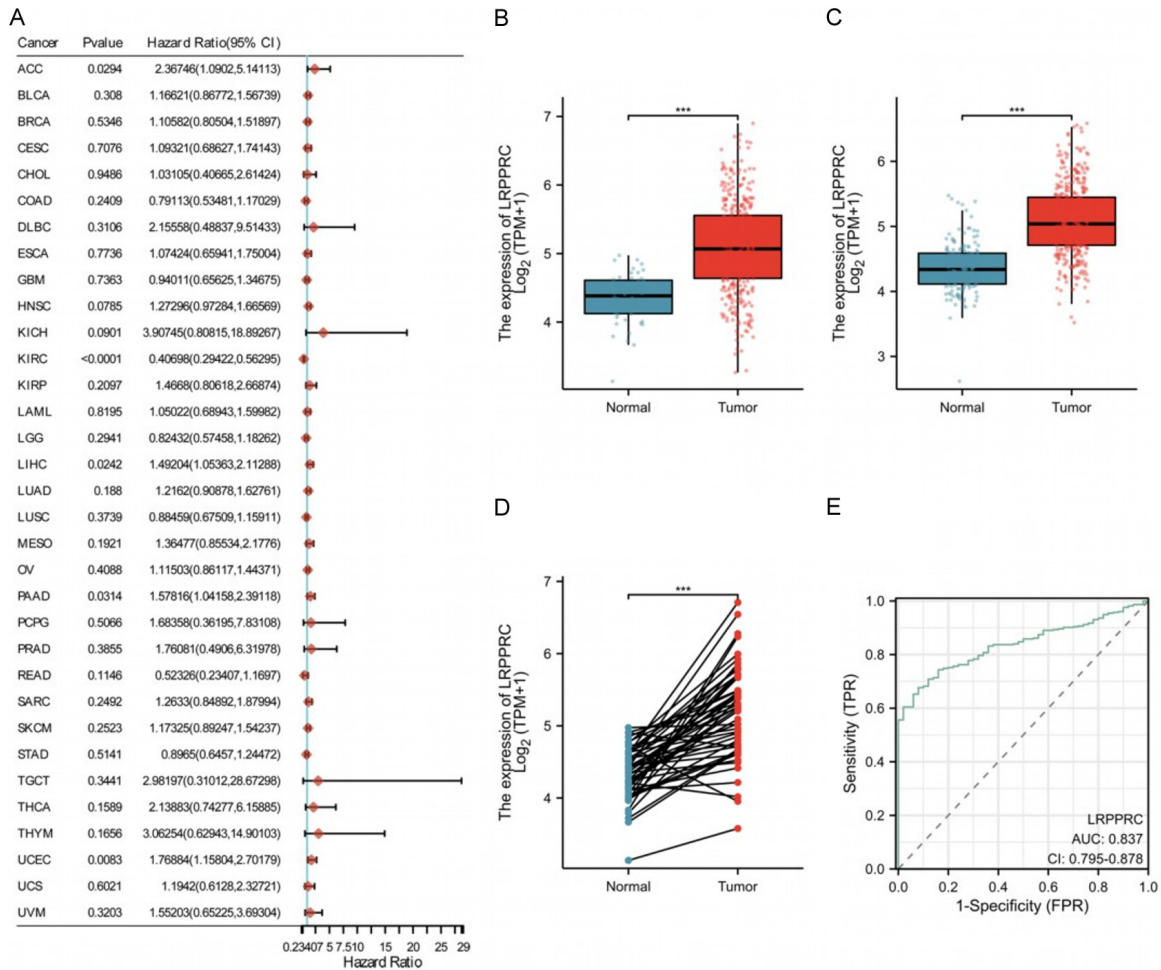 A
Cancer Pvalue Hazard Ratio(95% CI)
ACC 0.0294 2.36746(1.0902,5.14113)
BLCA 0.308 1.16621(0.86772,1.56739)
BRCA 0.5346 1.10582(0.80504,1.51897)
CESC 0.7076 1.09321(0.68627,1.74143)
CHOL 0.9486 1.03105(0.40665,2.61424)
COAD 0.2409 0.79113(0.53481,1.17029)
DLBC 0.3106 2.15558(0.48837,9.51433)
ESCA 0.7736 1.07424(0.65941,1.75004)
GBM 0.7363 0.94011(0.65625,1.34675)
HNSC 0.0785 1.27296(0.97284,1.66569)
KICH 0.0901 3.90745(0.80815,18.89267)
KIRC <0.0001 0.40698(0.29422,0.56295)
KIRP 0.2097 1.4668(0.80618,2.66874)
LAML 0.8195 1.05022(0.68943,1.59982)
LGG 0.2941 0.82432(0.57458,1.18262)
LIHC 0.0242 1.49204(1.05363,2.11288)
LUAD 0.188 1.2162(0.90878,1.62761)
LUSC 0.3739 0.88459(0.67509,1.15911)
MESO 0.1921 1.36477(0.85534,2.1776)
OV 0.4088 1.11503(0.86117,1.44371)
PAAD 0.0314 1.57816(1.04158,2.39118)
PCPG 0.5066 1.68358(0.36195,7.83108)
PRAD 0.3855 1.76081(0.4906,6.31978)
READ 0.1146 0.52326(0.23407,1.1697)
SARC 0.2492 1.2633(0.84892,1.87994)
SKCM 0.2523 1.17325(0.89247,1.54237)
STAD 0.5141 0.8965(0.6457,1.24472)
TGCT 0.3441 2.98197(0.31012,28.67298)
THCA 0.1589 2.13883(0.74277,6.15885)
THYM 0.1656 3.06254(0.62943,14.90103)
UCEC 0.0083 1.76884(1.15804,2.70179)
UCS 0.6021 1.1942(0.6128,2.32721)
UVM 0.3203 1.55203(0.65225,3.69304)
0.23407 5 7.510 15 20 25 29
Hazard Ratio
B
The expression of LRPPRC
Log2 (TPM+1)
7
6
5
4
***
Normal Tumor
C
The expression of LRPPRC
Log2 (TPM+1)
6
5
4
3
***
Normal Tumor
D
The expression of LRPPRC
Log2 (TPM+1)
7
6
5
4
***
Normal Tumor
E
Sensitivity (TPR)
1.0
0.8
0.6
0.4
0.2
0.0
LRPPRC
AUC: 0.837
CI: 0.795-0.878
0.0 0.2 0.4 0.6 0.8 1.0
1-Specificity (FPR)